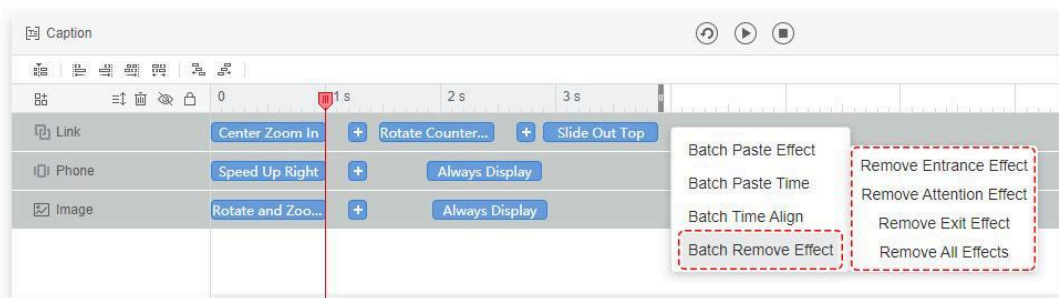 Caption
0
1 s
2 s
3 s
Link
Center Zoom In
+
Rotate Counter...
+
Slide Out Top
Phone
Speed Up Right
+
Always Display
Image
Rotate and Zoo...
+
Always Display
Batch Paste Effect
Batch Paste Time
Batch Time Align
Batch Remove Effect
Remove Entrance Effect
Remove Attention Effect
Remove Exit Effect
Remove All Effects